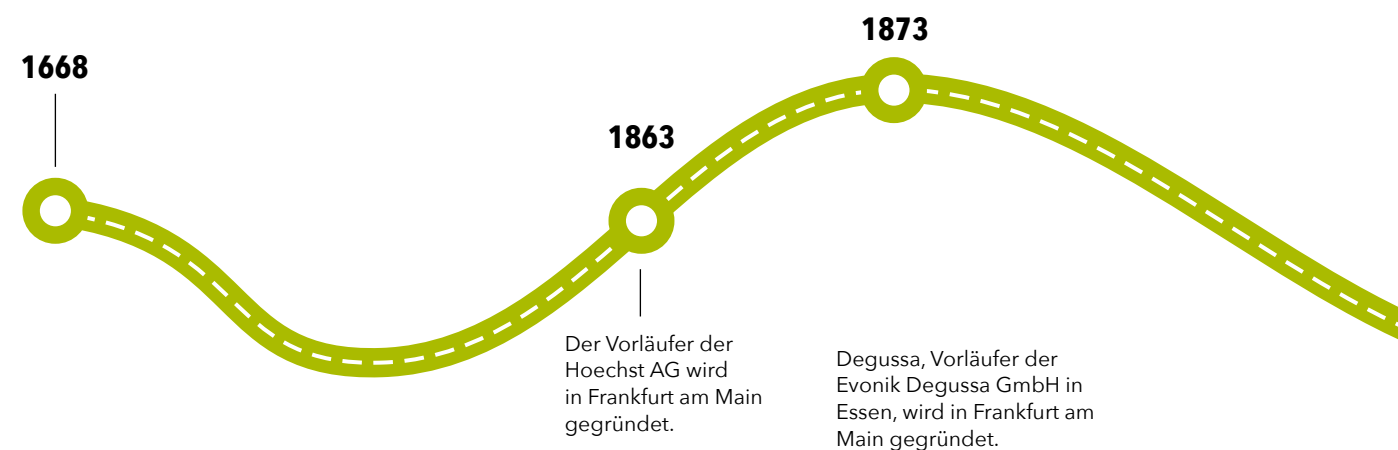 1668
1863
Der Vorläufer der
Hoechst AG wird
in Frankfurt am Main
gegründet.
1873
Degussa, Vorläufer der
Evonik Degussa GmbH in
Essen, wird in Frankfurt am
Main gegründet.